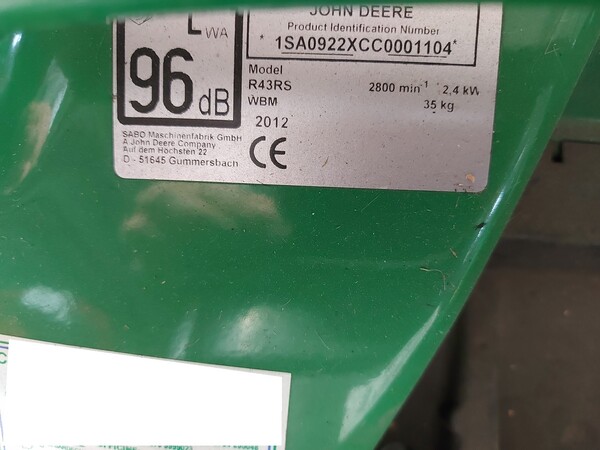 L WA
96 dB
JOHN DEERE
Product Identification Number
*1SA0922XCC0001104*
Model
R43RS 2800 min-1 2,4 kW
WBM 35 kg
2012
CE
SABO Maschinenfabrik GmbH
A John Deere Company
Auf dem Höchsten 22
D - 51645 Gummersbach